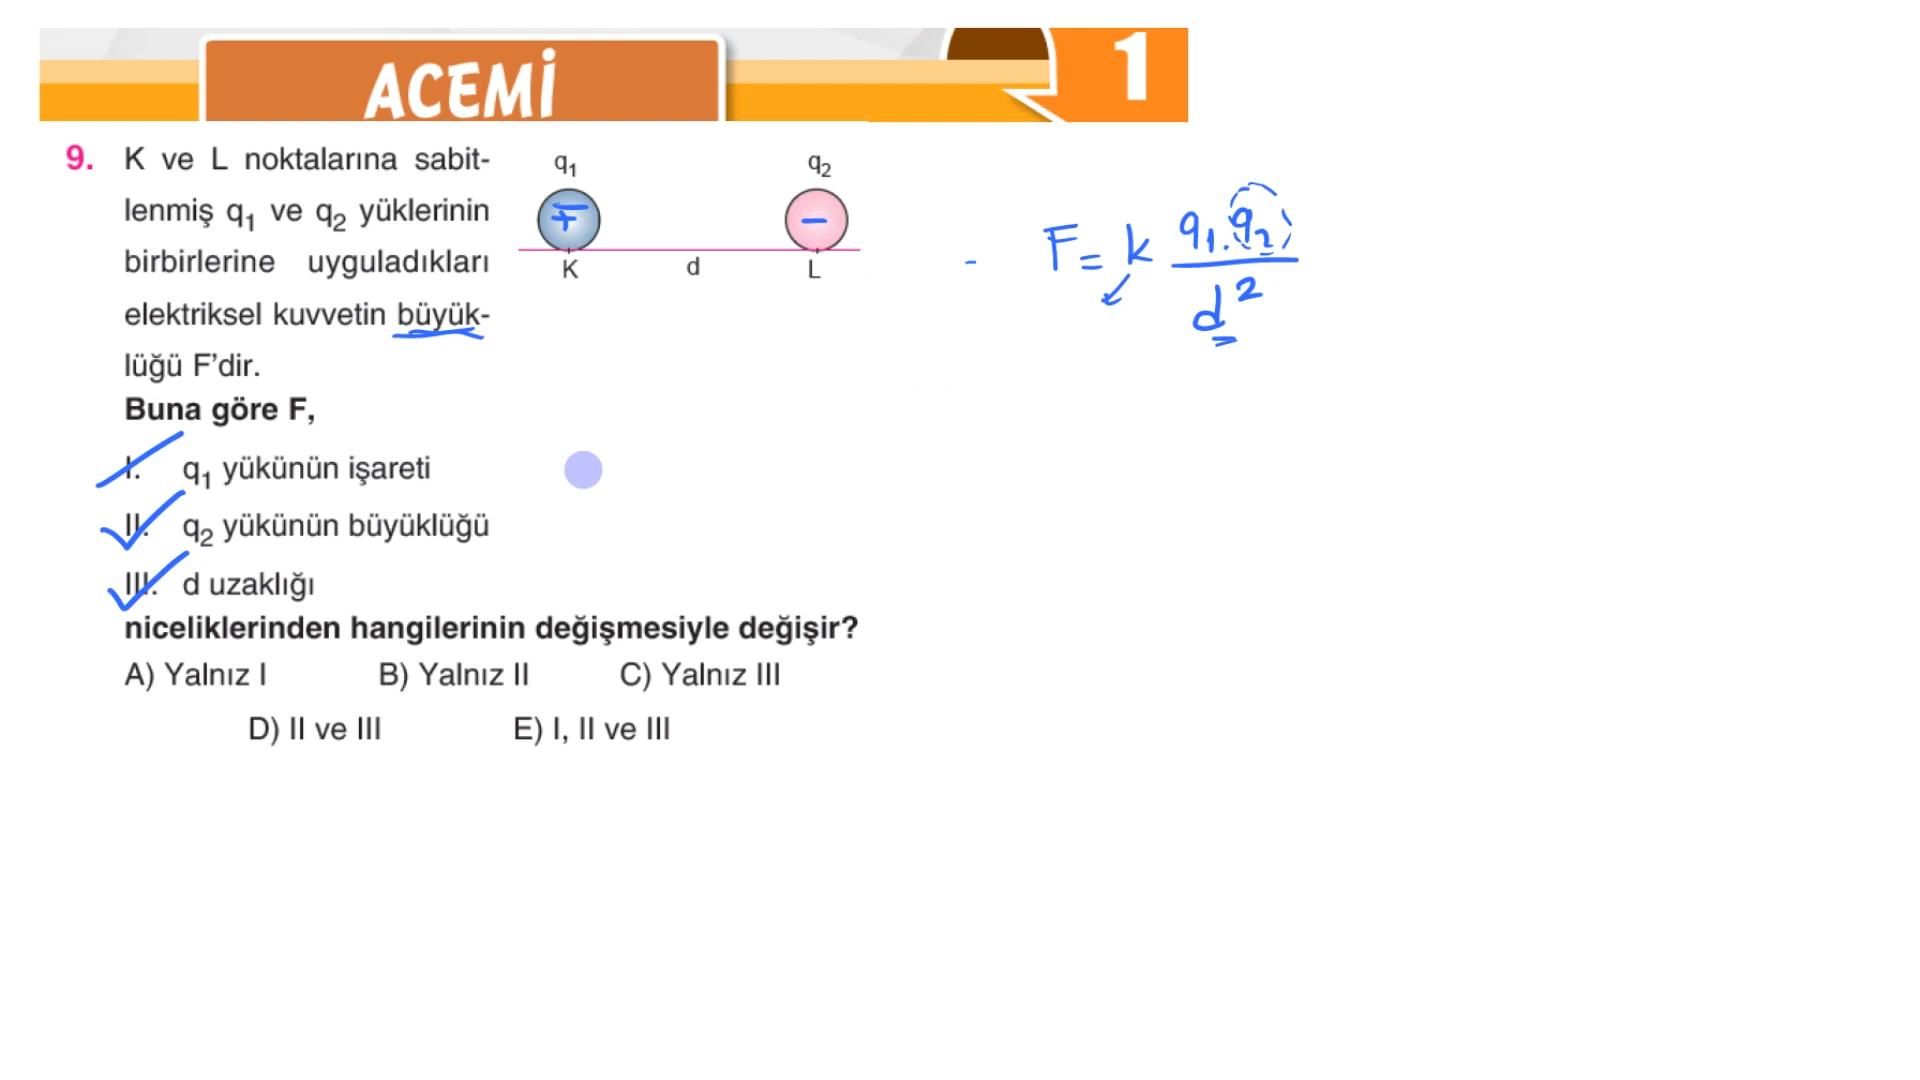 ACEMİ
1
9. K ve L noktalarına sabit-
lenmiş q1 ve q2 yüklerinin
birbirlerine uyguladıkları
elektriksel kuvvetin büyük-
lüğü F’dir.
q1 q2
+ −
K d L
F = k q1.q2 / d²
Buna göre F,
I. q1 yükünün işareti
II. q2 yükünün büyüklüğü
III. d uzaklığı
niceliklerinden hangilerinin değişmesiyle değişir?
A) Yalnız I B) Yalnız II C) Yalnız III
D) II ve III E) I, II ve III